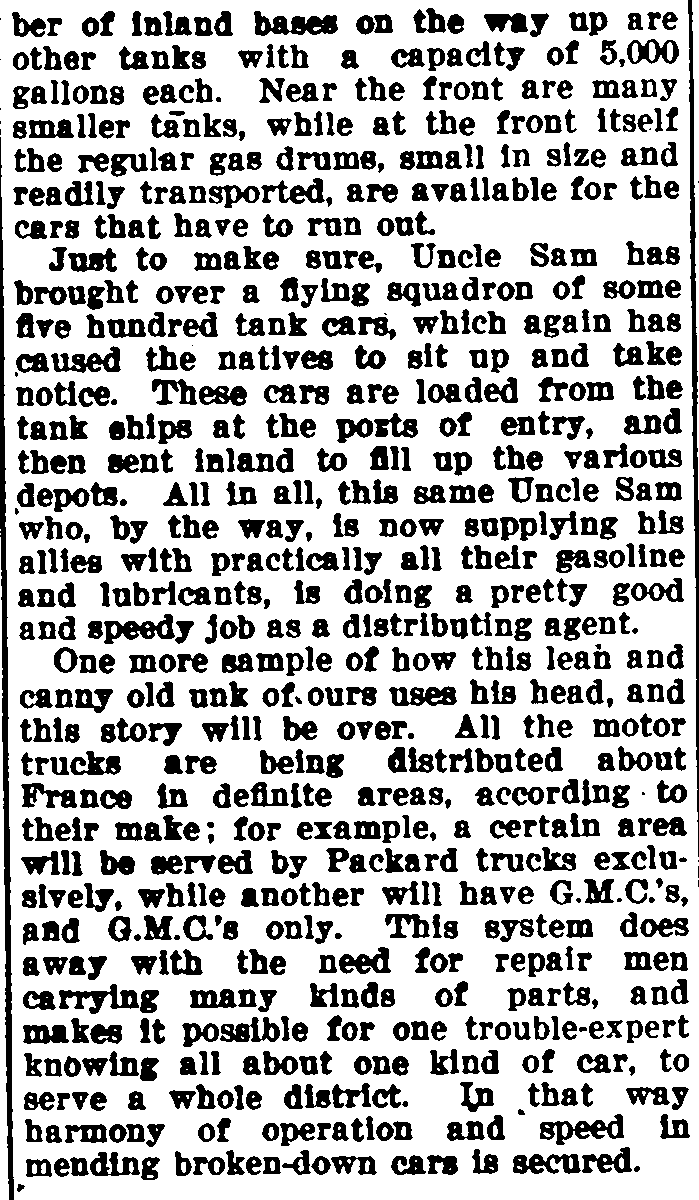 ber of inland bases on the way up are
other tanks with a capacity of 5,000
gallons each. Near the front are many
smaller tanks, while at the front itself
the regular gas drums, small in size and
readily transported, are available for the
cars that have to run out.
Just to make sure, Uncle Sam has
brought over a flying squadron of some
five hundred tank cars, which again has
caused the natives to sit up and take
notice. These cars are loaded from the
tank ships at the ports of entry, and
then sent inland to fill up the various
depots. All in all, this same Uncle Sam
who, by the way, is now supplying his
allies with practically all their gasoline
and lubricants, is doing a pretty good
and speedy job as a distributing agent.
One more sample of how this lean and
canny old unk of ours uses his head, and
this story will be over. All the motor
trucks are being distributed about
France in definite areas, according to
their make; for example, a certain area
will be served by Packard trucks exclu-
sively, while another will have G.M.C.'s,
and G.M.C.'s only. This system does
away with the need for repair men
carrying many kinds of parts, and
makes it possible for one trouble-expert
knowing all about one kind of car, to
serve a whole district. In that way
harmony of operation and speed in
mending broken-down cars is secured.